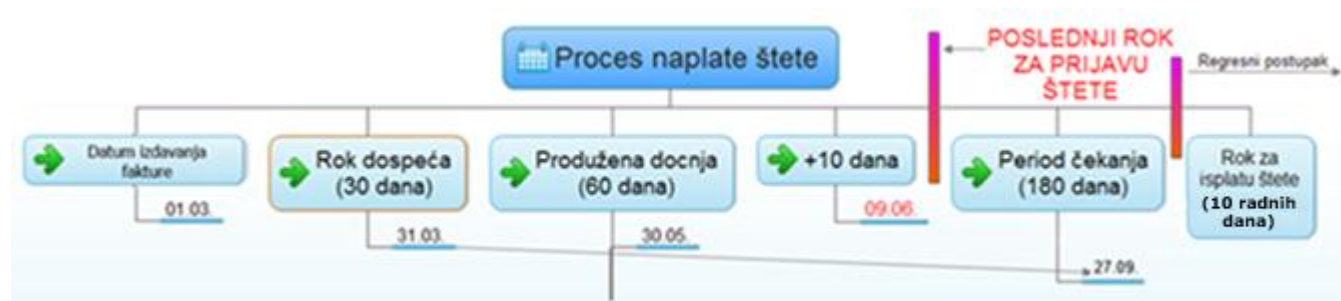 Proces naplate štete
POSLEDNJI ROK
ZA PRIJAVU
ŠTETE
Regresni postupak
Datum izdavanja
fakture
01.03.
Rok dospeća
(30 dana)
31.03.
Produžena docnja
(60 dana)
30.05.
+10 dana
09.06.
Period čekanja
(180 dana)
27.09.
Rok za
isplatu štete
(10 radnih
dana)